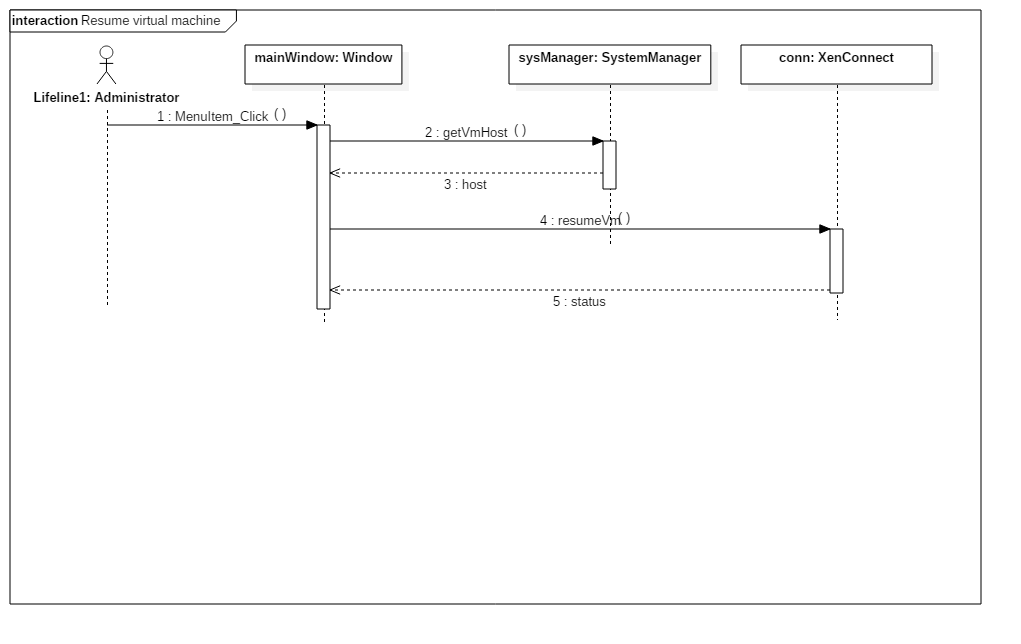 interaction Resume virtual machine
mainWindow: Window
sysManager: SystemManager
conn: XenConnect
Lifeline1: Administrator
1 : MenuItem_Click ( )
2 : getVmHost ( )
3 : host
4 : resumeVm( )
5 : status